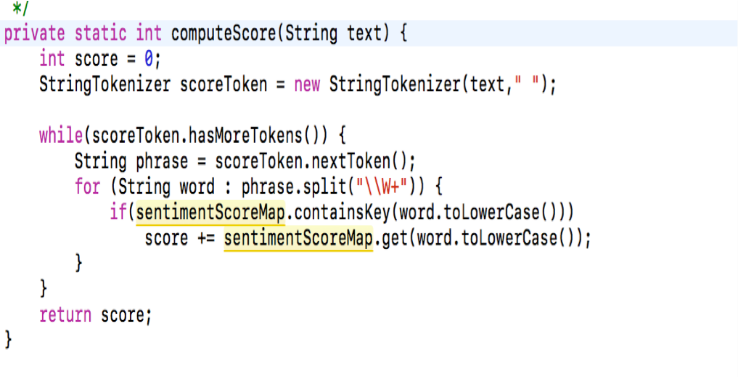 */
private static int computeScore(String text) {
    int score = 0;
    StringTokenizer scoreToken = new StringTokenizer(text," ");

    while(scoreToken.hasMoreTokens()) {
        String phrase = scoreToken.nextToken();
        for (String word : phrase.split("\\W+")) {
            if(sentimentScoreMap.containsKey(word.toLowerCase()))
                score += sentimentScoreMap.get(word.toLowerCase());
        }
    }
    return score;
}